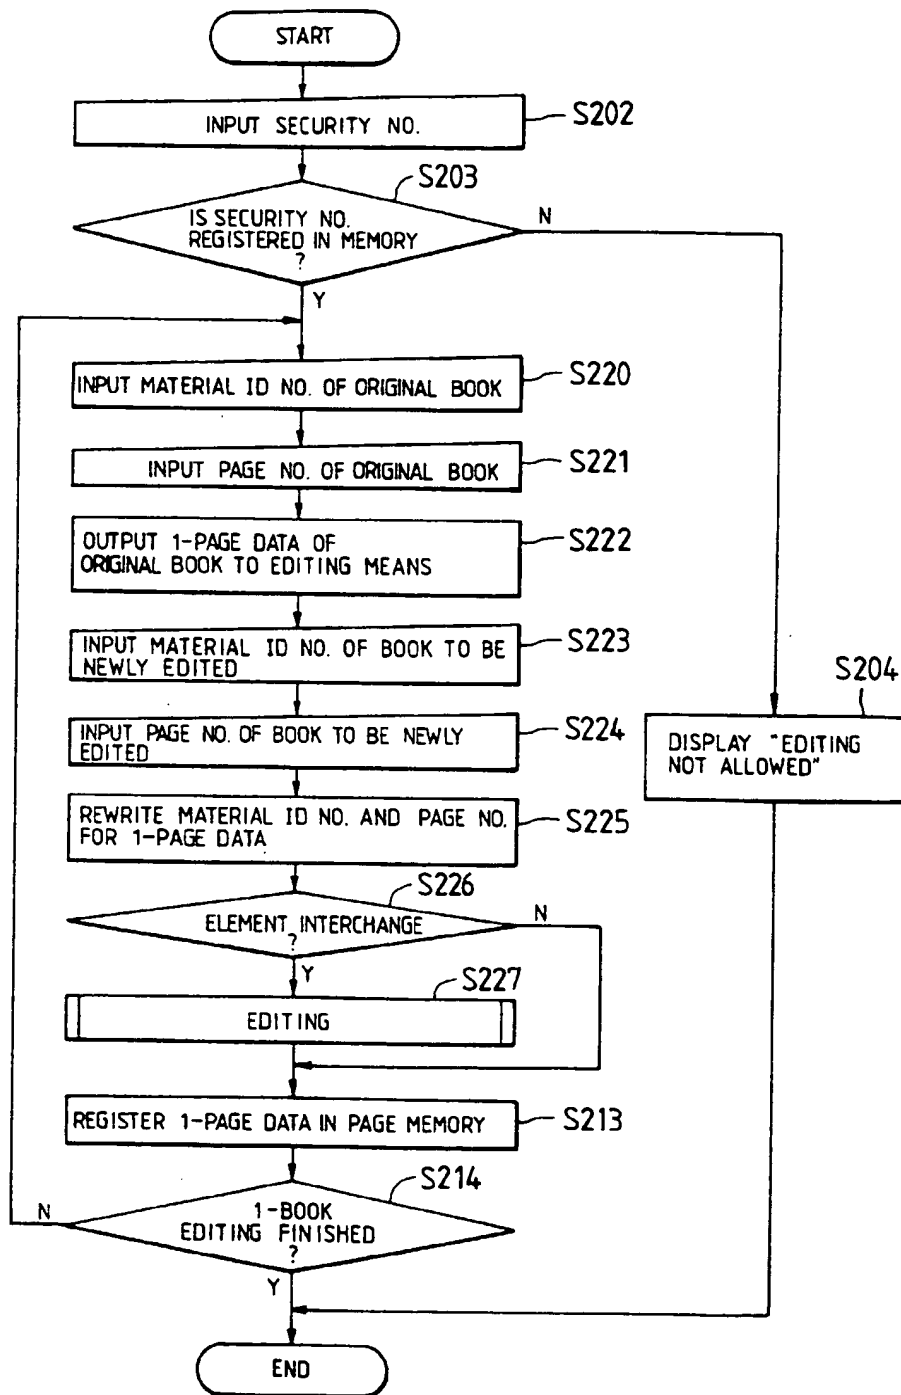 START
INPUT SECURITY NO.
S202
S203
IS SECURITY NO.
REGISTERED IN MEMORY
?
N
Y
INPUT MATERIAL ID NO. OF ORIGINAL BOOK
S220
INPUT PAGE NO. OF ORIGINAL BOOK
S221
OUTPUT 1-PAGE DATA OF
ORIGINAL BOOK TO EDITING MEANS
S222
INPUT MATERIAL ID NO. OF BOOK TO BE
NEWLY EDITED
S223
INPUT PAGE NO. OF BOOK TO BE NEWLY
EDITED
S224
S204
DISPLAY "EDITING
NOT ALLOWED"
REWRITE MATERIAL ID NO. AND PAGE NO.
FOR 1-PAGE DATA
S225
S226
ELEMENT INTERCHANGE
?
N
Y
S227
EDITING
REGISTER 1-PAGE DATA IN PAGE MEMORY
S213
S214
1-BOOK
EDITING FINISHED
?
N
Y
END